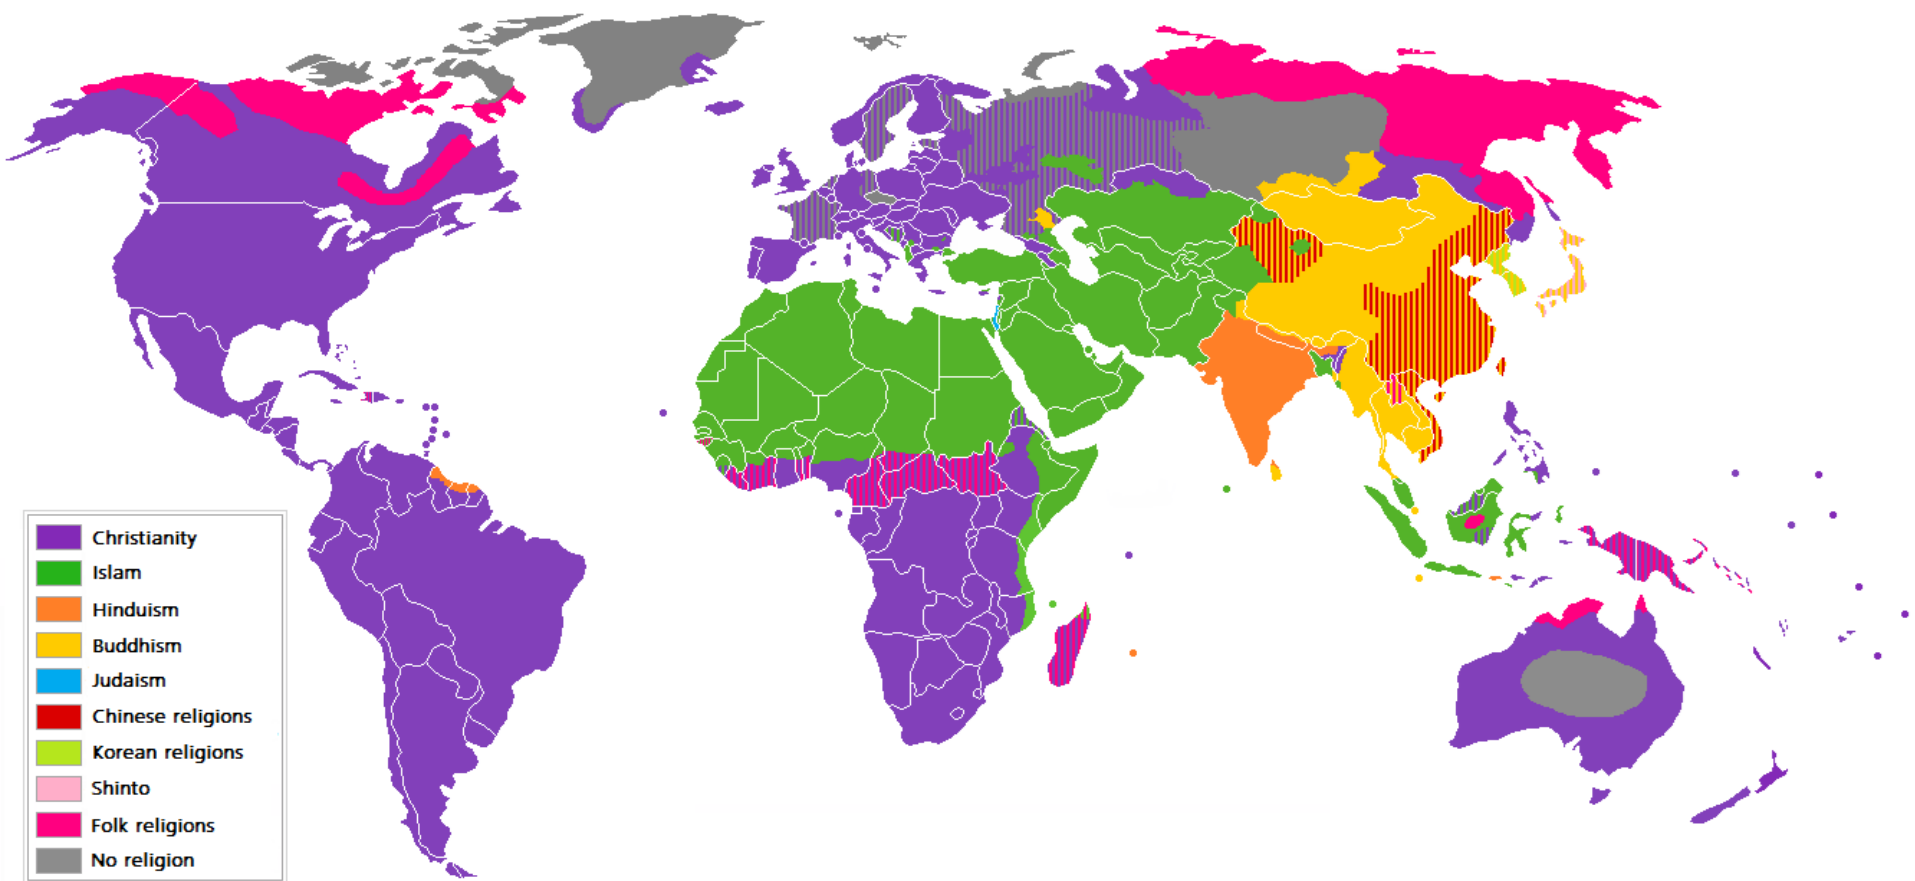 Christianity
Islam
Hinduism
Buddhism
Judaism
Chinese religions
Korean religions
Shinto
Folk religions
No religion